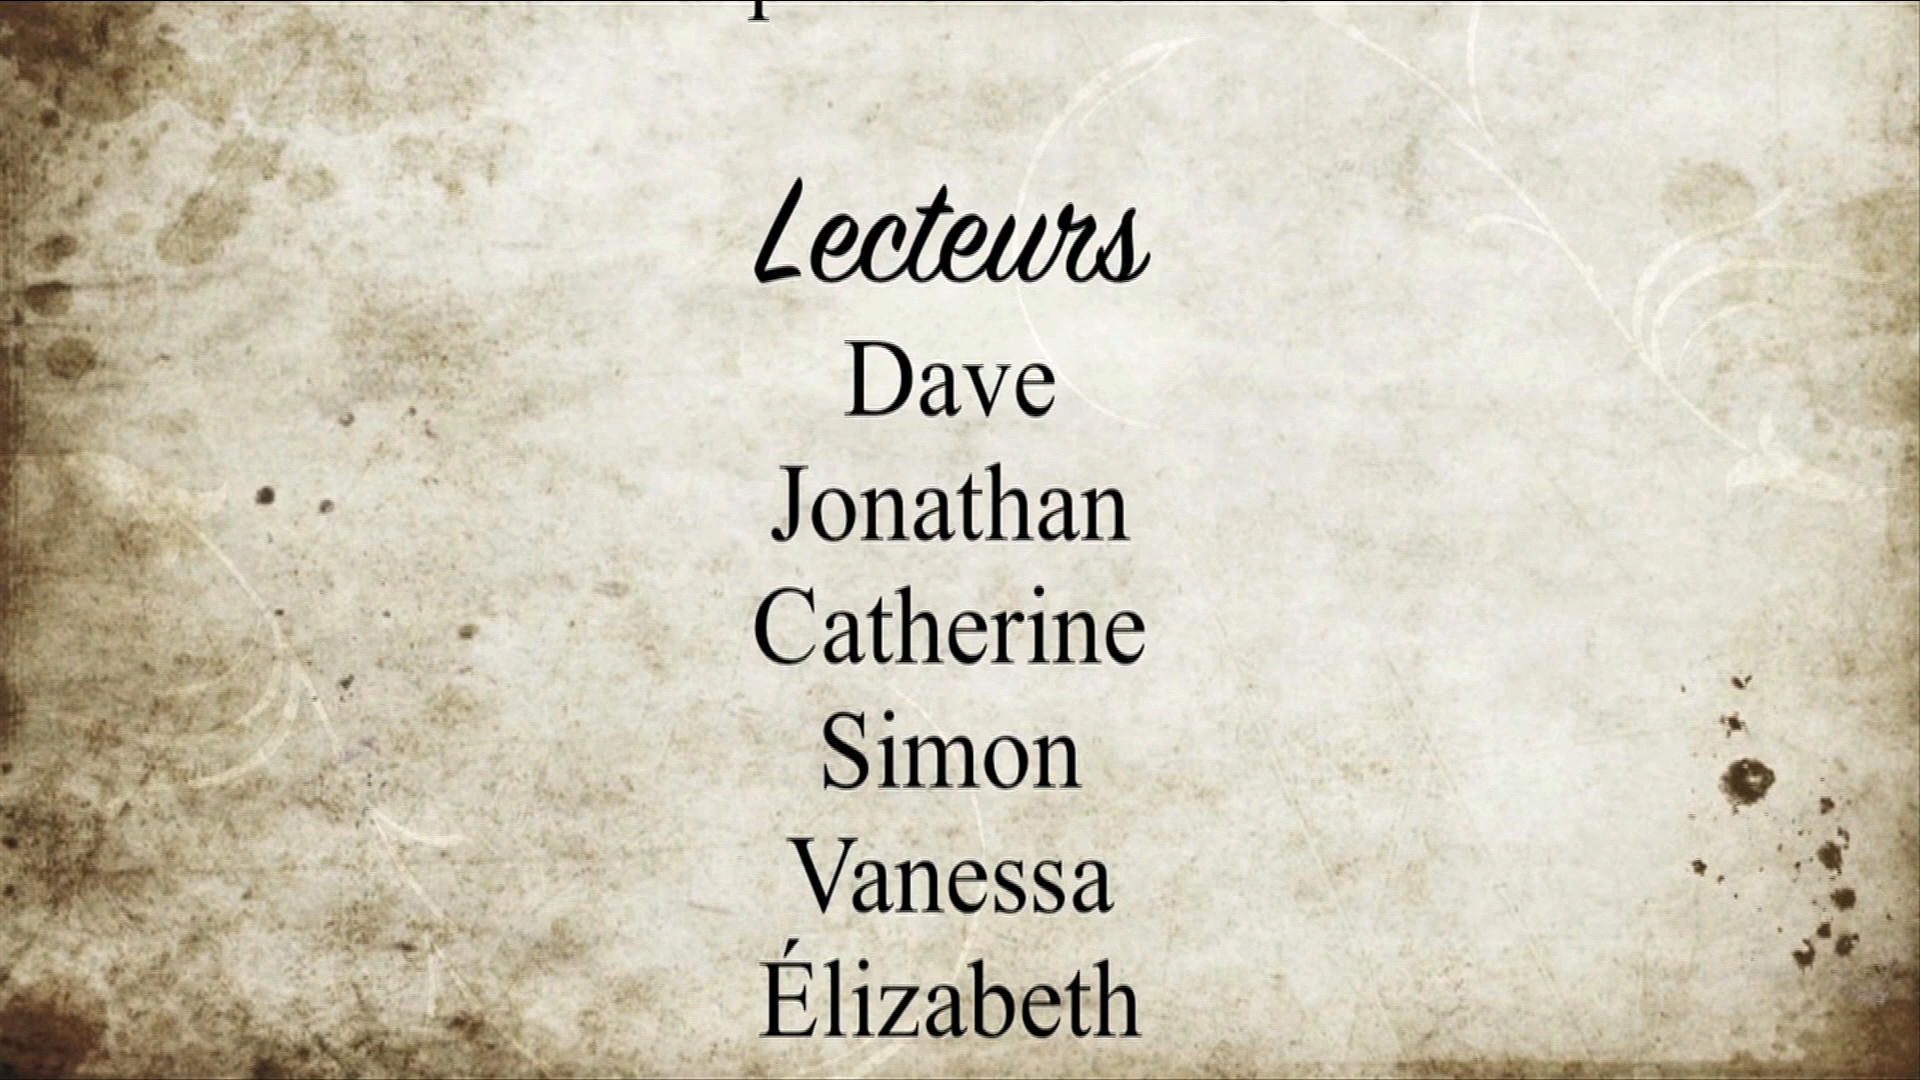 Lecteurs
Dave
Jonathan
Catherine
Simon
Vanessa
Élizabeth